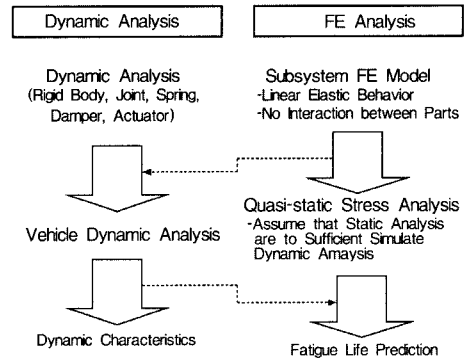 Dynamic Analysis
FE Analysis
Dynamic Analysis
(Rigid Body, Joint, Spring,
Damper, Actuator)
Subsystem FE Model
-Linear Elastic Behavior
-No Interaction between Parts
Vehicle Dynamic Analysis
Quasi-static Stress Analysis
-Assume that Static Analysis
are to Sufficient Simulate
Dynamic Amaysis
Dynamic Characteristics
Fatigue Life Prediction